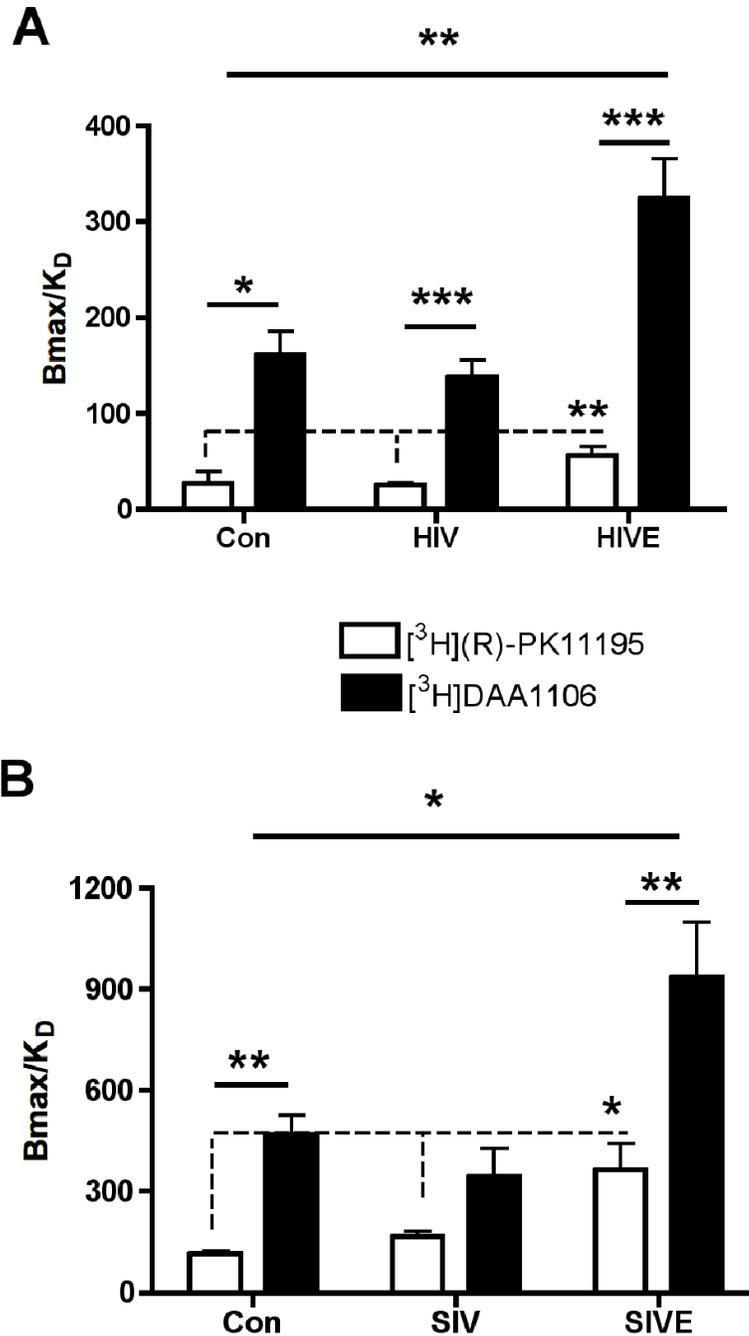 A
**
400
***
300
*
***
200
Bmax/KD
100
**
0
Con HIV HIVE
[³H](R)-PK11195
[³H]DAA1106
B
*
1200
**
900
**
600
*
Bmax/KD
300
0
Con SIV SIVE